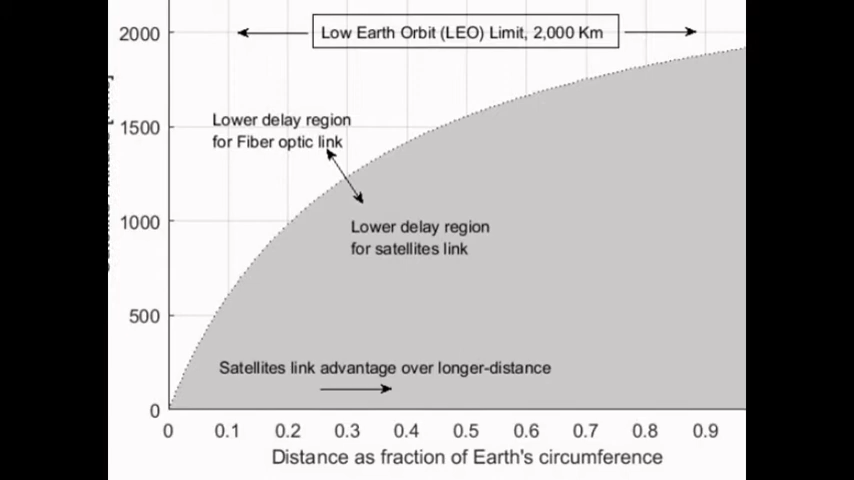 2000
Low Earth Orbit (LEO) Limit, 2,000 Km
Lower delay region
for Fiber optic link
1500
1000
Lower delay region
for satellites link
500
Satellites link advantage over longer-distance
0
0 0.1 0.2 0.3 0.4 0.5 0.6 0.7 0.8 0.9
Distance as fraction of Earth's circumference